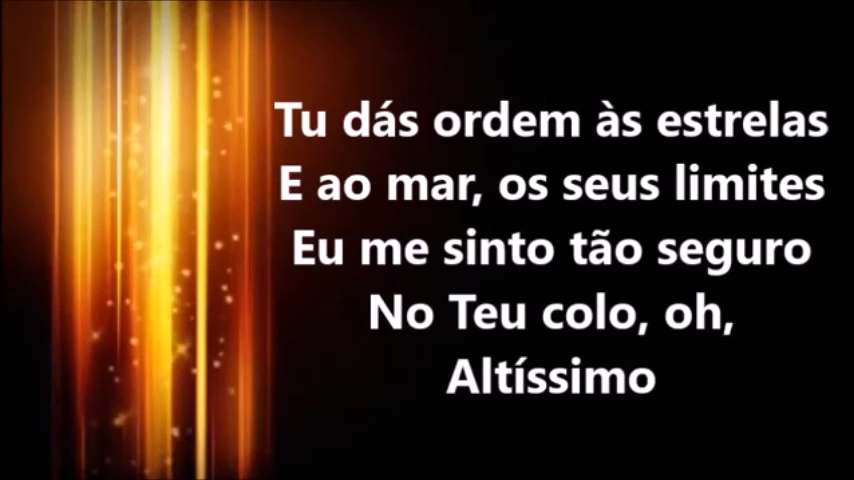 Tu dás ordem às estrelas
E ao mar, os seus limites
Eu me sinto tão seguro
No Teu colo, oh,
Altíssimo